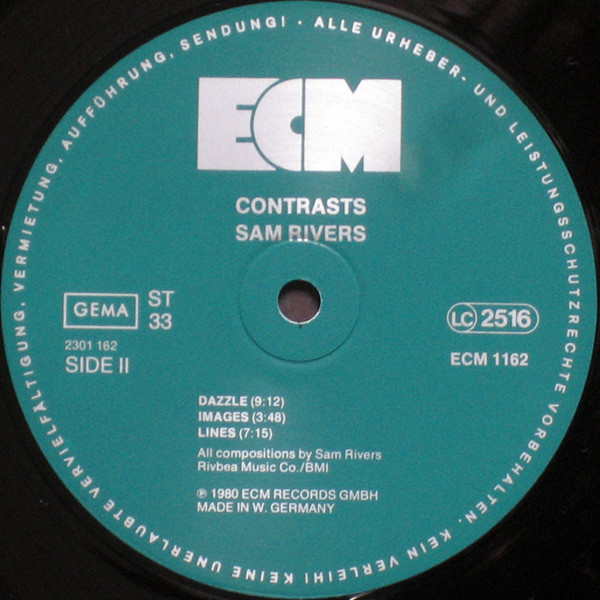 ECM
CONTRASTS
SAM RIVERS
GEMA
ST
33
2301 162
SIDE II
LC 2516
ECM 1162
DAZZLE (9:12)
IMAGES (3:48)
LINES (7:15)
All compositions by Sam Rivers
Rivbea Music Co./BMI
℗ 1980 ECM RECORDS GMBH
MADE IN W. GERMANY
ALLE URHEBER- UND LEISTUNGSSCHUTZRECHTE VORBEHALTEN. KEIN VERLEIH! KEINE UNERLAUBTE VERVIELFÄLTIGUNG, VERMIETUNG, AUFFÜHRUNG, SENDUNG! ·